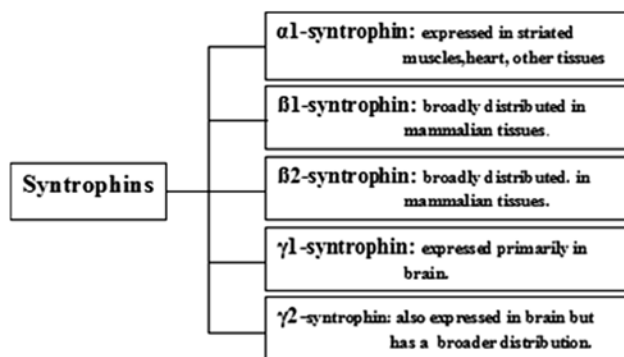 α1-syntrophin: expressed in striated
muscles,heart, other tissues
ß1-syntrophin: broadly distributed in
mammalian tissues.
Syntrophins
ß2-syntrophin: broadly distributed. in
mammalian tissues.
γ1-syntrophin: expressed primarily in
brain.
γ2-syntrophin: also expressed in brain but
has a broader distribution.